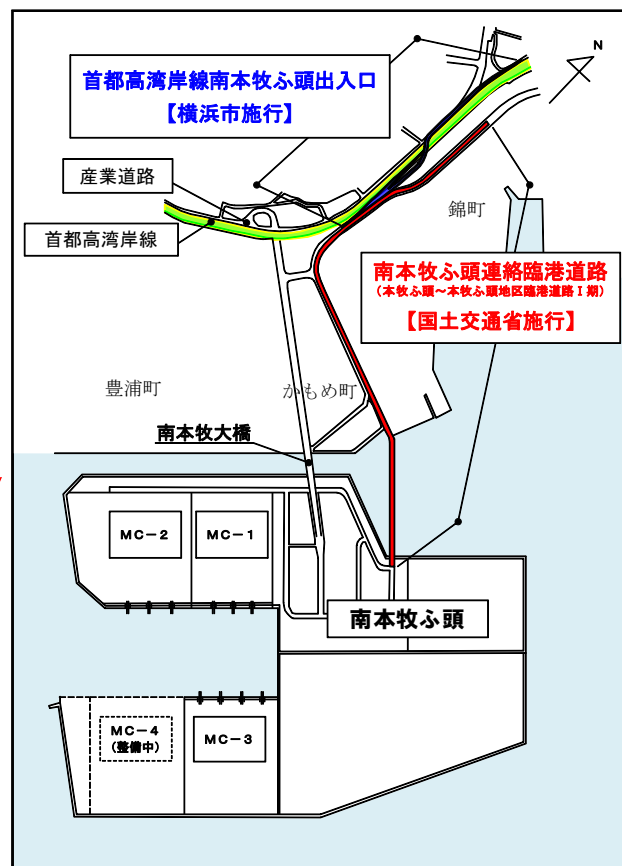 首都高湾岸線南本牧ふ頭出入口
【横浜市施行】
N
産業道路
首都高湾岸線
錦町
南本牧ふ頭連絡臨港道路
(本牧ふ頭～本牧ふ頭地区臨港道路Ⅰ期)
【国土交通省施行】
豊浦町
かもめ町
南本牧大橋
MC－2
MC－1
南本牧ふ頭
MC－4
(整備中)
MC－3